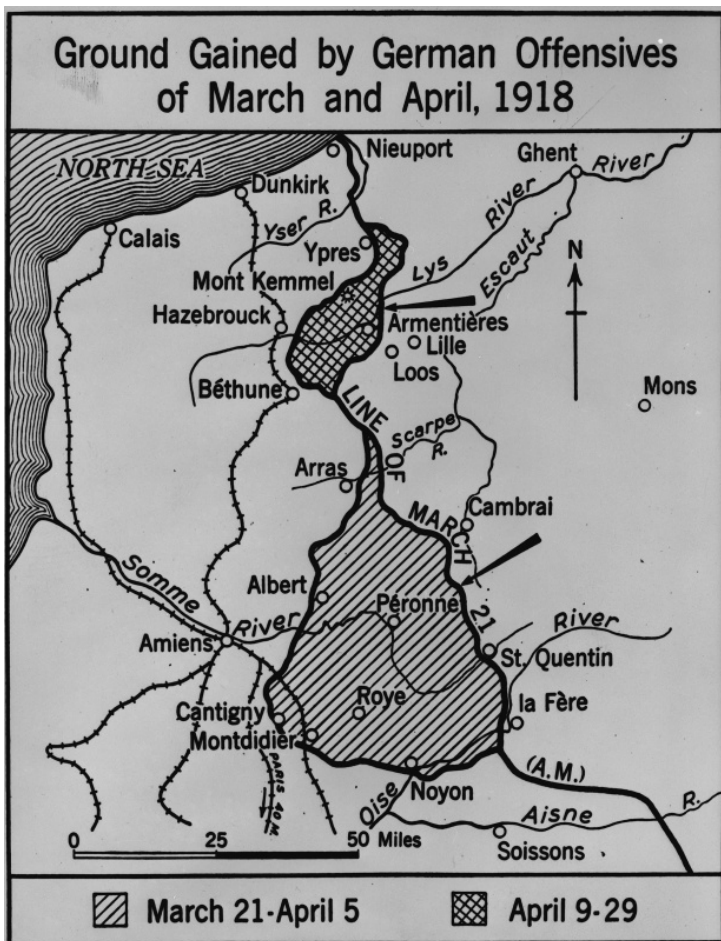 Ground Gained by German Offensives
of March and April, 1918
NORTH SEA
Nieuport
Ghent
River
Dunkirk
River
Calais
Yser R.
Ypres
Lys
Escaut
N
Mont Kemmel
Hazebrouck
Armentières
Lille
Loos
Béthune
Mons
LINE OF MARCH 21
Scarpe
R.
Arras
Cambrai
Somme
Albert
Péronne
River
River
Amiens
St. Quentin
Cantigny
Roye
la Fère
Montdidier
PARIS 40 M.
Noyon
(A.M.)
Oise
Aisne
R.
Soissons
0 25 50 Miles
March 21-April 5
April 9-29